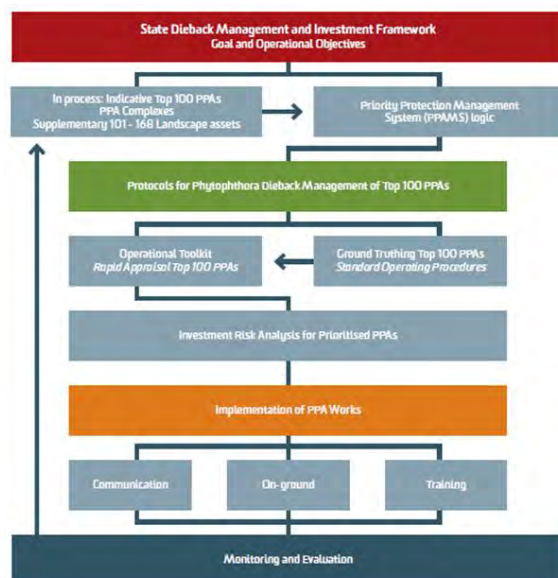 State Dieback Management and Investment Framework
Goal and Operational Objectives
In process: Indicative Top 100 PPAs
PPA Complexes
Supplementary 101 - 168 Landscape assets
Priority Protection Management
System (PPAMS) logic
Protocols for Phytophthora Dieback Management of Top 100 PPAs
Operational Toolkit
Rapid Appraisal Top 100 PPAs
Ground Truthing Top 100 PPAs
Standard Operating Procedures
Investment Risk Analysis for Prioritised PPAs
Implementation of PPA Works
Communication
On-ground
Training
Monitoring and Evaluation